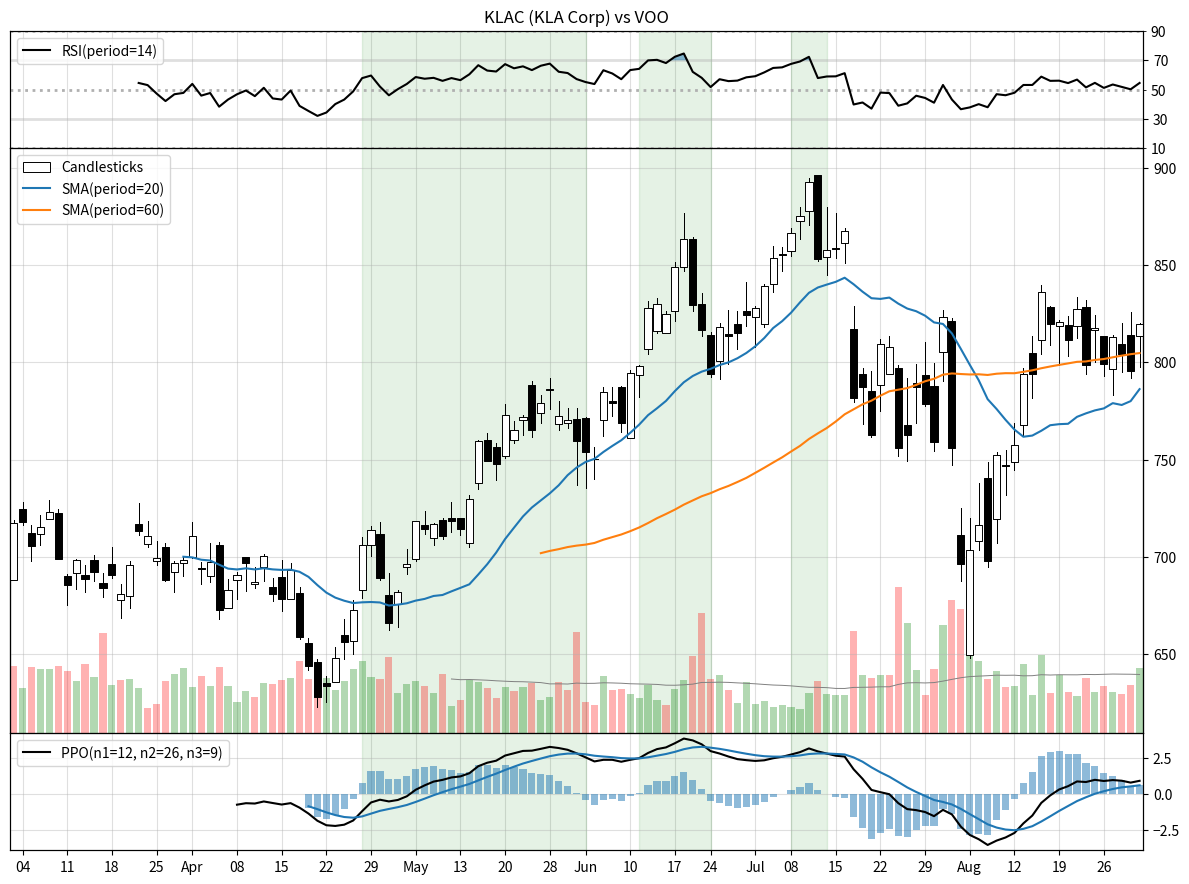 KLAC (KLA Corp) vs VOO
RSI(period=14)
90
70
50
30
10
Candlesticks
SMA(period=20)
SMA(period=60)
900
850
800
750
700
650
PPO(n1=12, n2=26, n3=9)
2.5
0.0
−2.5
04 11 18 25 Apr 08 15 22 29 May 13 20 28 Jun 10 17 24 Jul 08 15 22 29 Aug 12 19 26